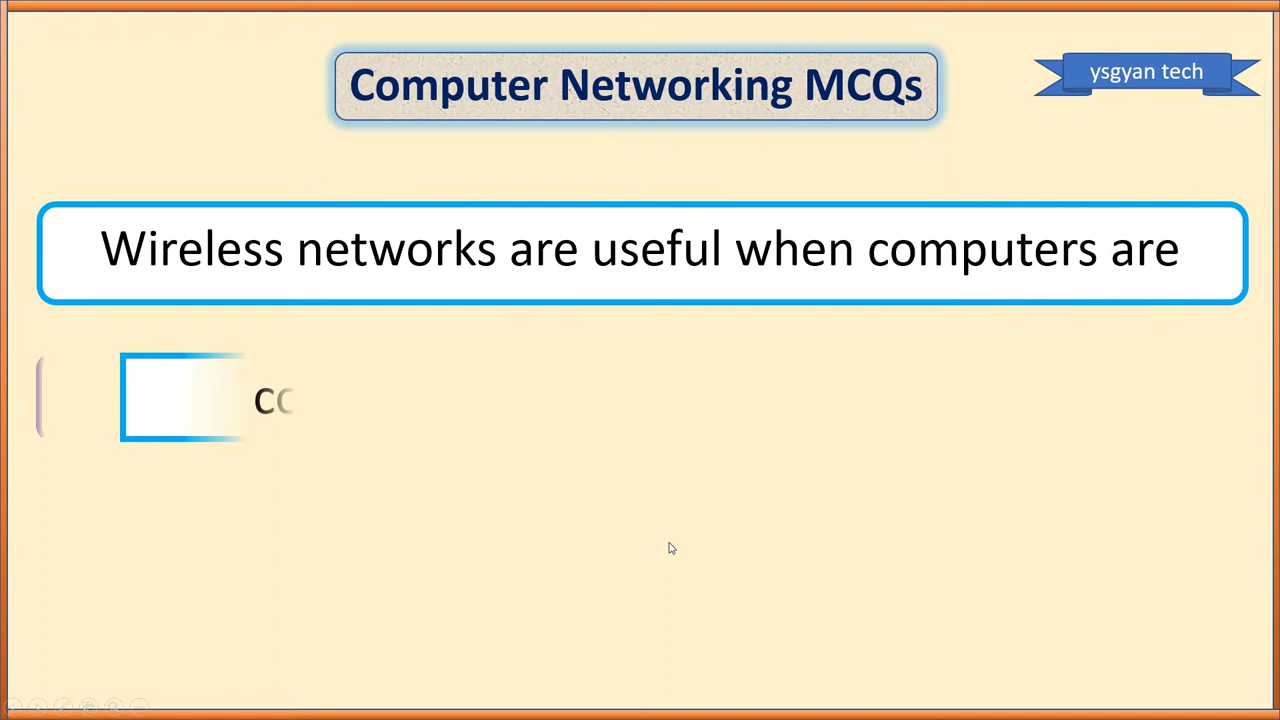 Computer Networking MCQs
ysgyan tech
Wireless networks are useful when computers are